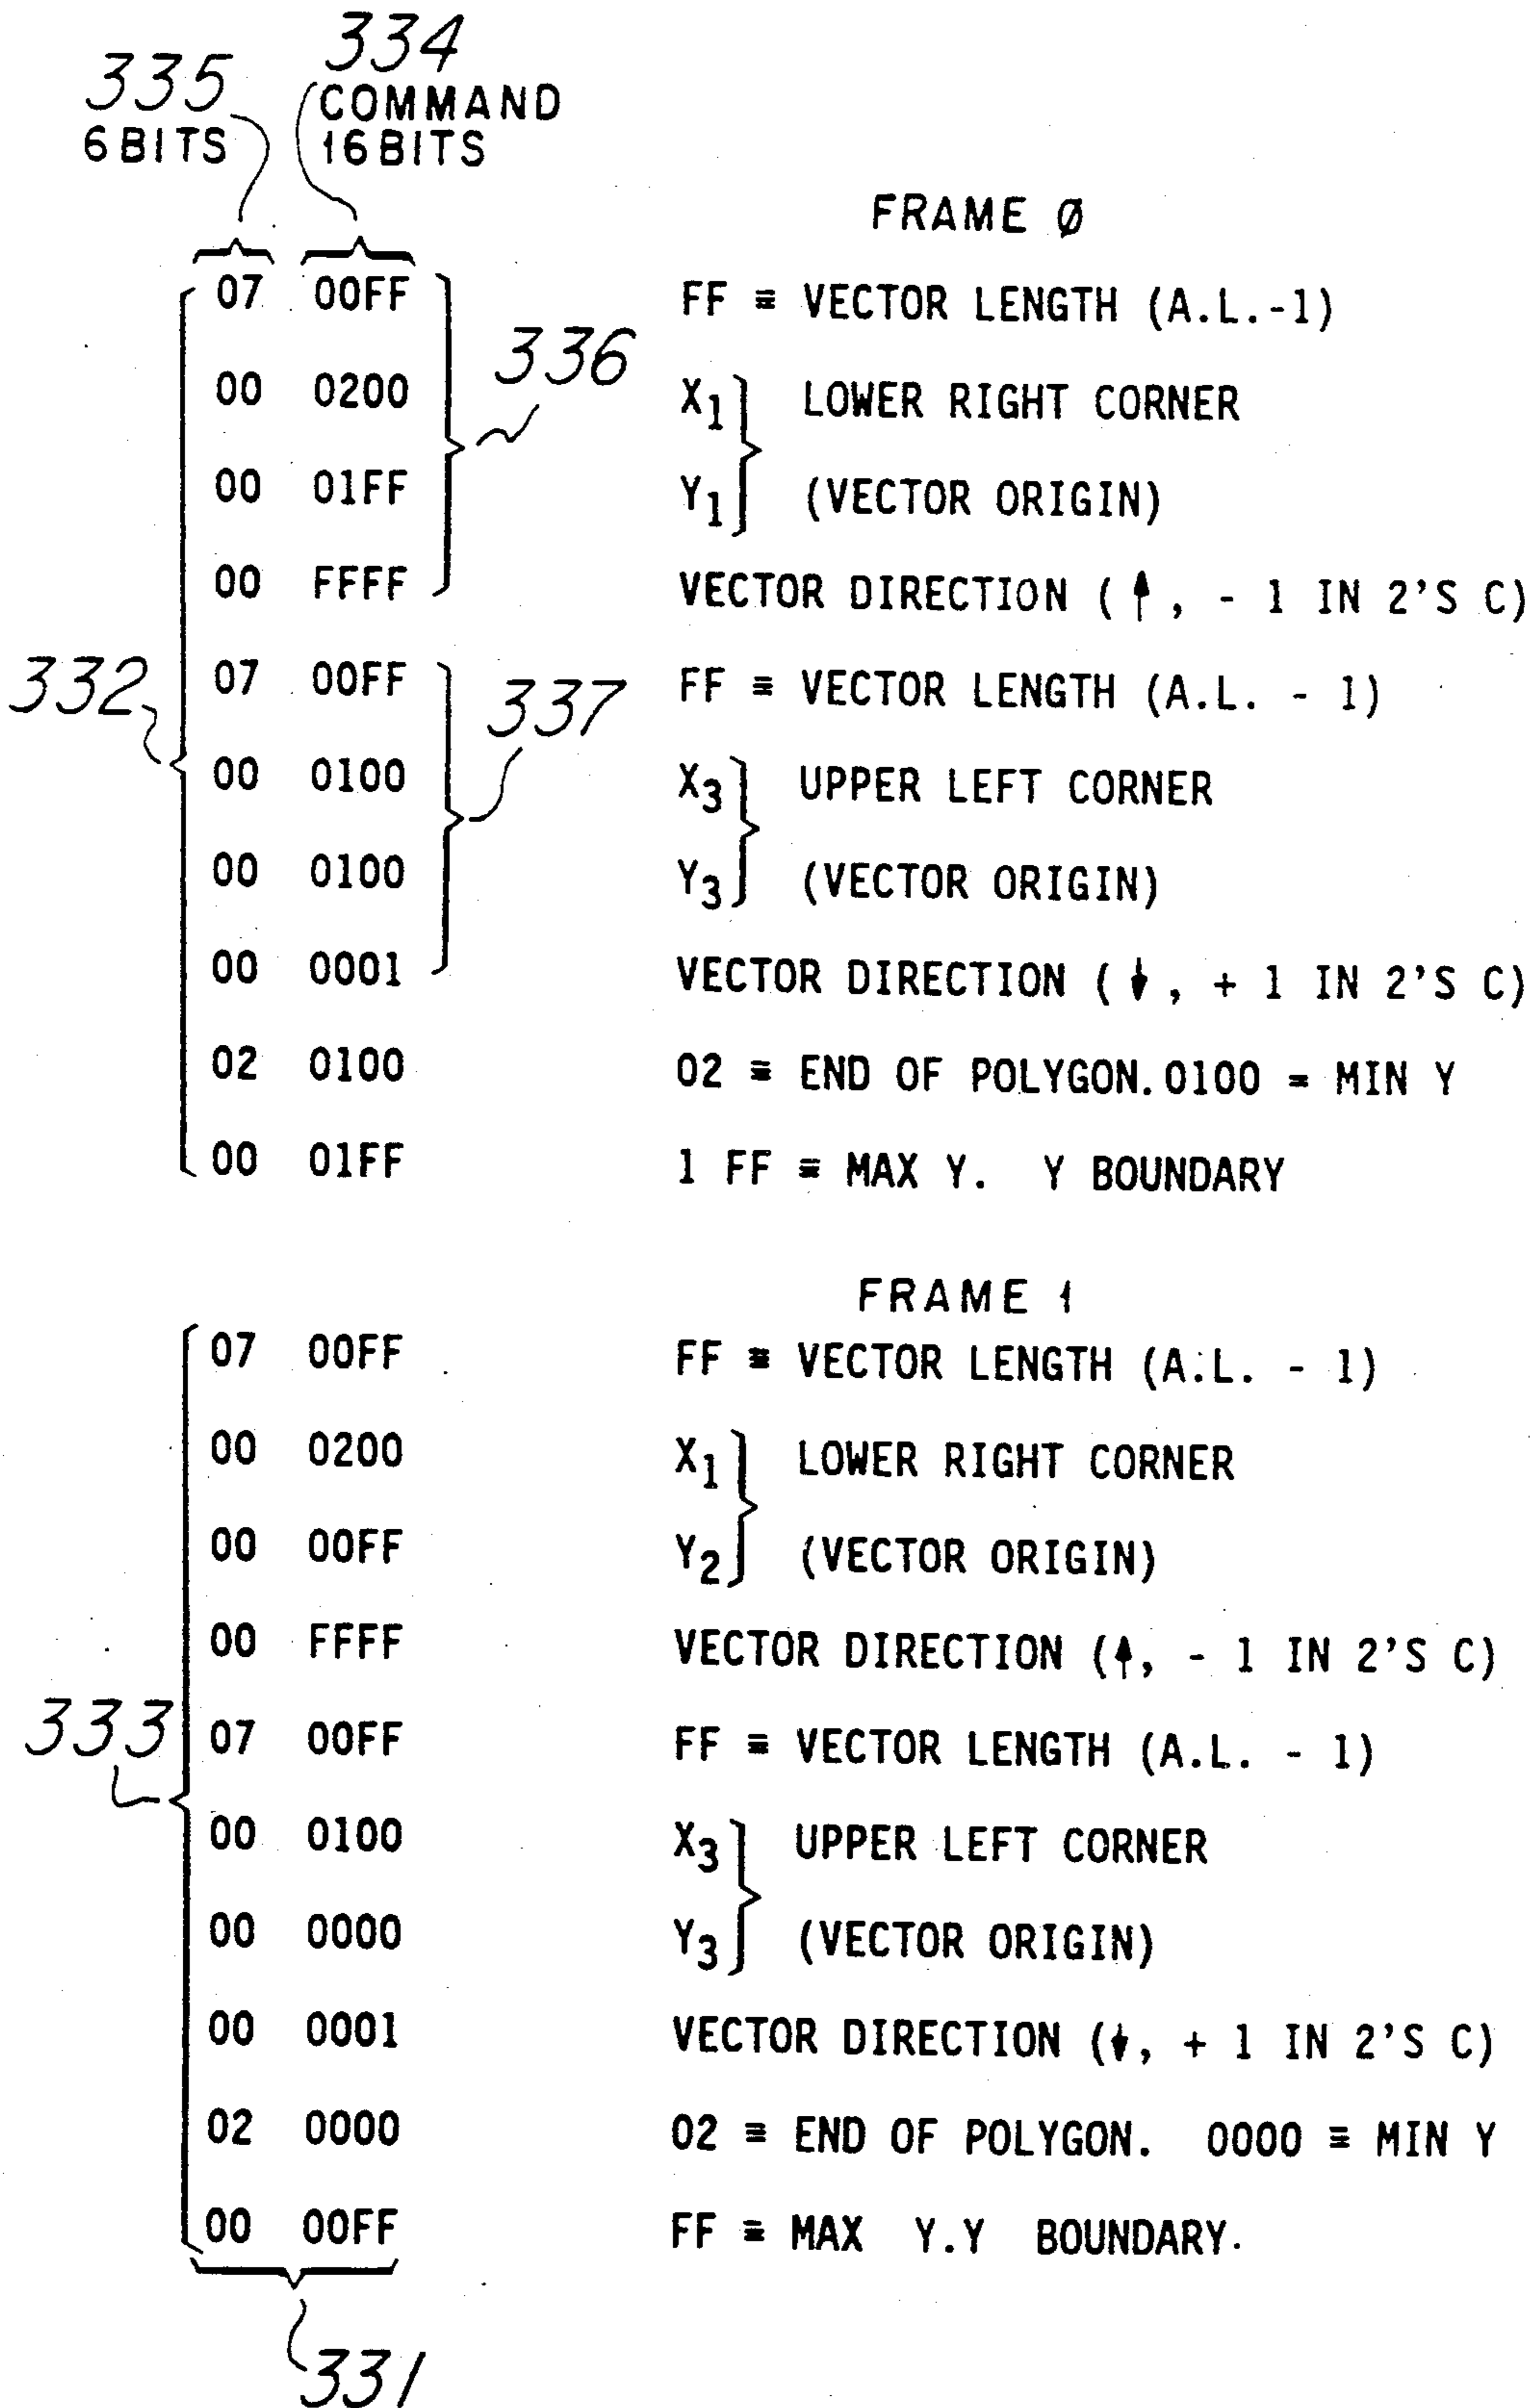 334
335 COMMAND
6 BITS 16 BITS
FRAME Ø
07 00FF FF ≡ VECTOR LENGTH (A.L.-1)
336
00 0200 X1 LOWER RIGHT CORNER
00 01FF Y1 (VECTOR ORIGIN)
00 FFFF VECTOR DIRECTION (↑, - 1 IN 2'S C)
332 07 00FF 337 FF ≡ VECTOR LENGTH (A.L. - 1)
00 0100 X3 UPPER LEFT CORNER
00 0100 Y3 (VECTOR ORIGIN)
00 0001 VECTOR DIRECTION (↓, + 1 IN 2'S C)
02 0100 02 ≡ END OF POLYGON. 0100 = MIN Y
00 01FF 1 FF ≡ MAX Y. Y BOUNDARY
FRAME 1
07 00FF FF ≡ VECTOR LENGTH (A.L. - 1)
00 0200 X1 LOWER RIGHT CORNER
00 00FF Y2 (VECTOR ORIGIN)
00 FFFF VECTOR DIRECTION (↑, - 1 IN 2'S C)
333 07 00FF FF ≡ VECTOR LENGTH (A.L. - 1)
00 0100 X3 UPPER LEFT CORNER
00 0000 Y3 (VECTOR ORIGIN)
00 0001 VECTOR DIRECTION (↓, + 1 IN 2'S C)
02 0000 02 ≡ END OF POLYGON. 0000 ≡ MIN Y
00 00FF FF ≡ MAX Y.Y BOUNDARY.
331